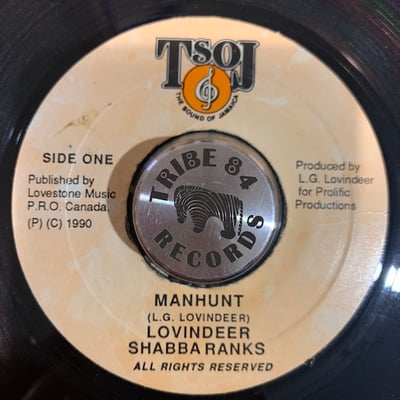 TSOJ
THE SOUND OF JAMAICA
SIDE ONE
Published by
Lovestone Music
P.R.O. Canada.
(P) (C) 1990
Produced by
L.G. Lovindeer
for Prolific
Productions
TRIBE 84
RECORDS
MANHUNT
(L.G. LOVINDEER)
LOVINDEER
SHABBA RANKS
ALL RIGHTS RESERVED